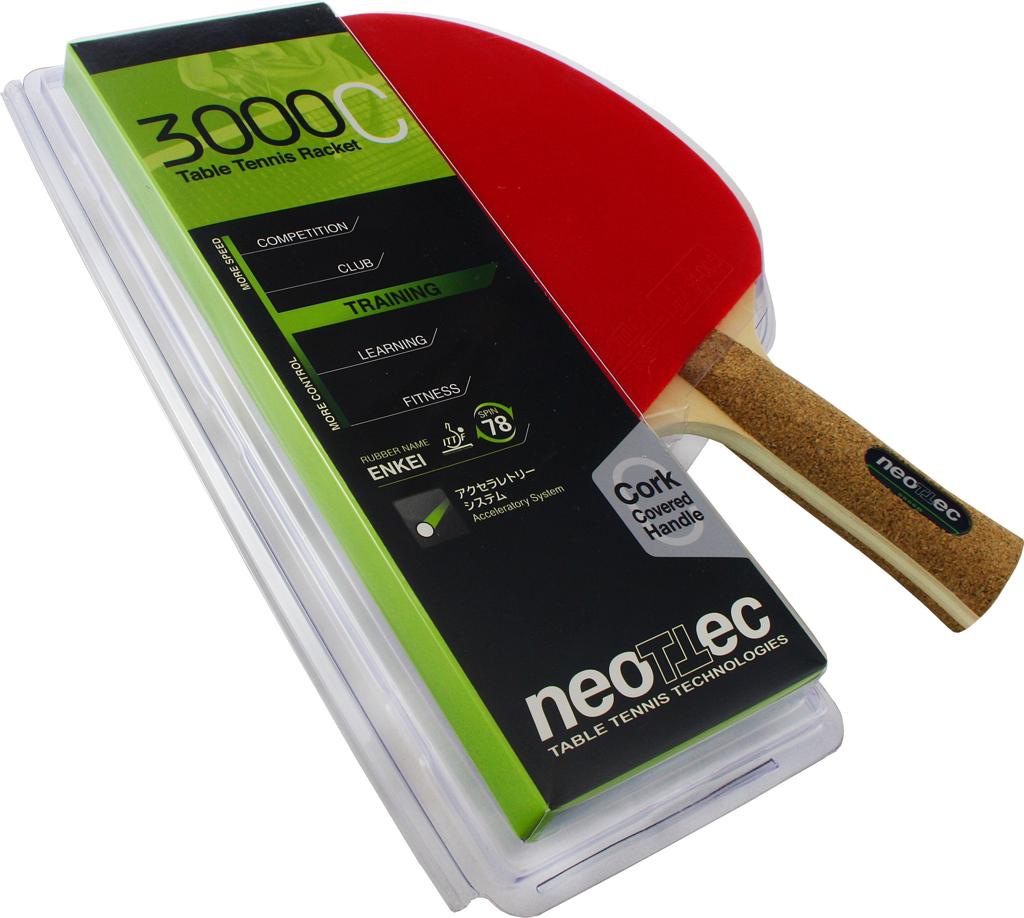 3000C
Table Tennis Racket
MORE SPEED
COMPETITION
CLUB
TRAINING
MORE CONTROL
LEARNING
FITNESS
RUBBER NAME
ENKEI
ITTF
SPIN
78
アクセラレトリー
システム
Acceleratory System
Cork
Covered
Handle
neoTTec
TABLE TENNIS TECHNOLOGIES
neoTTec